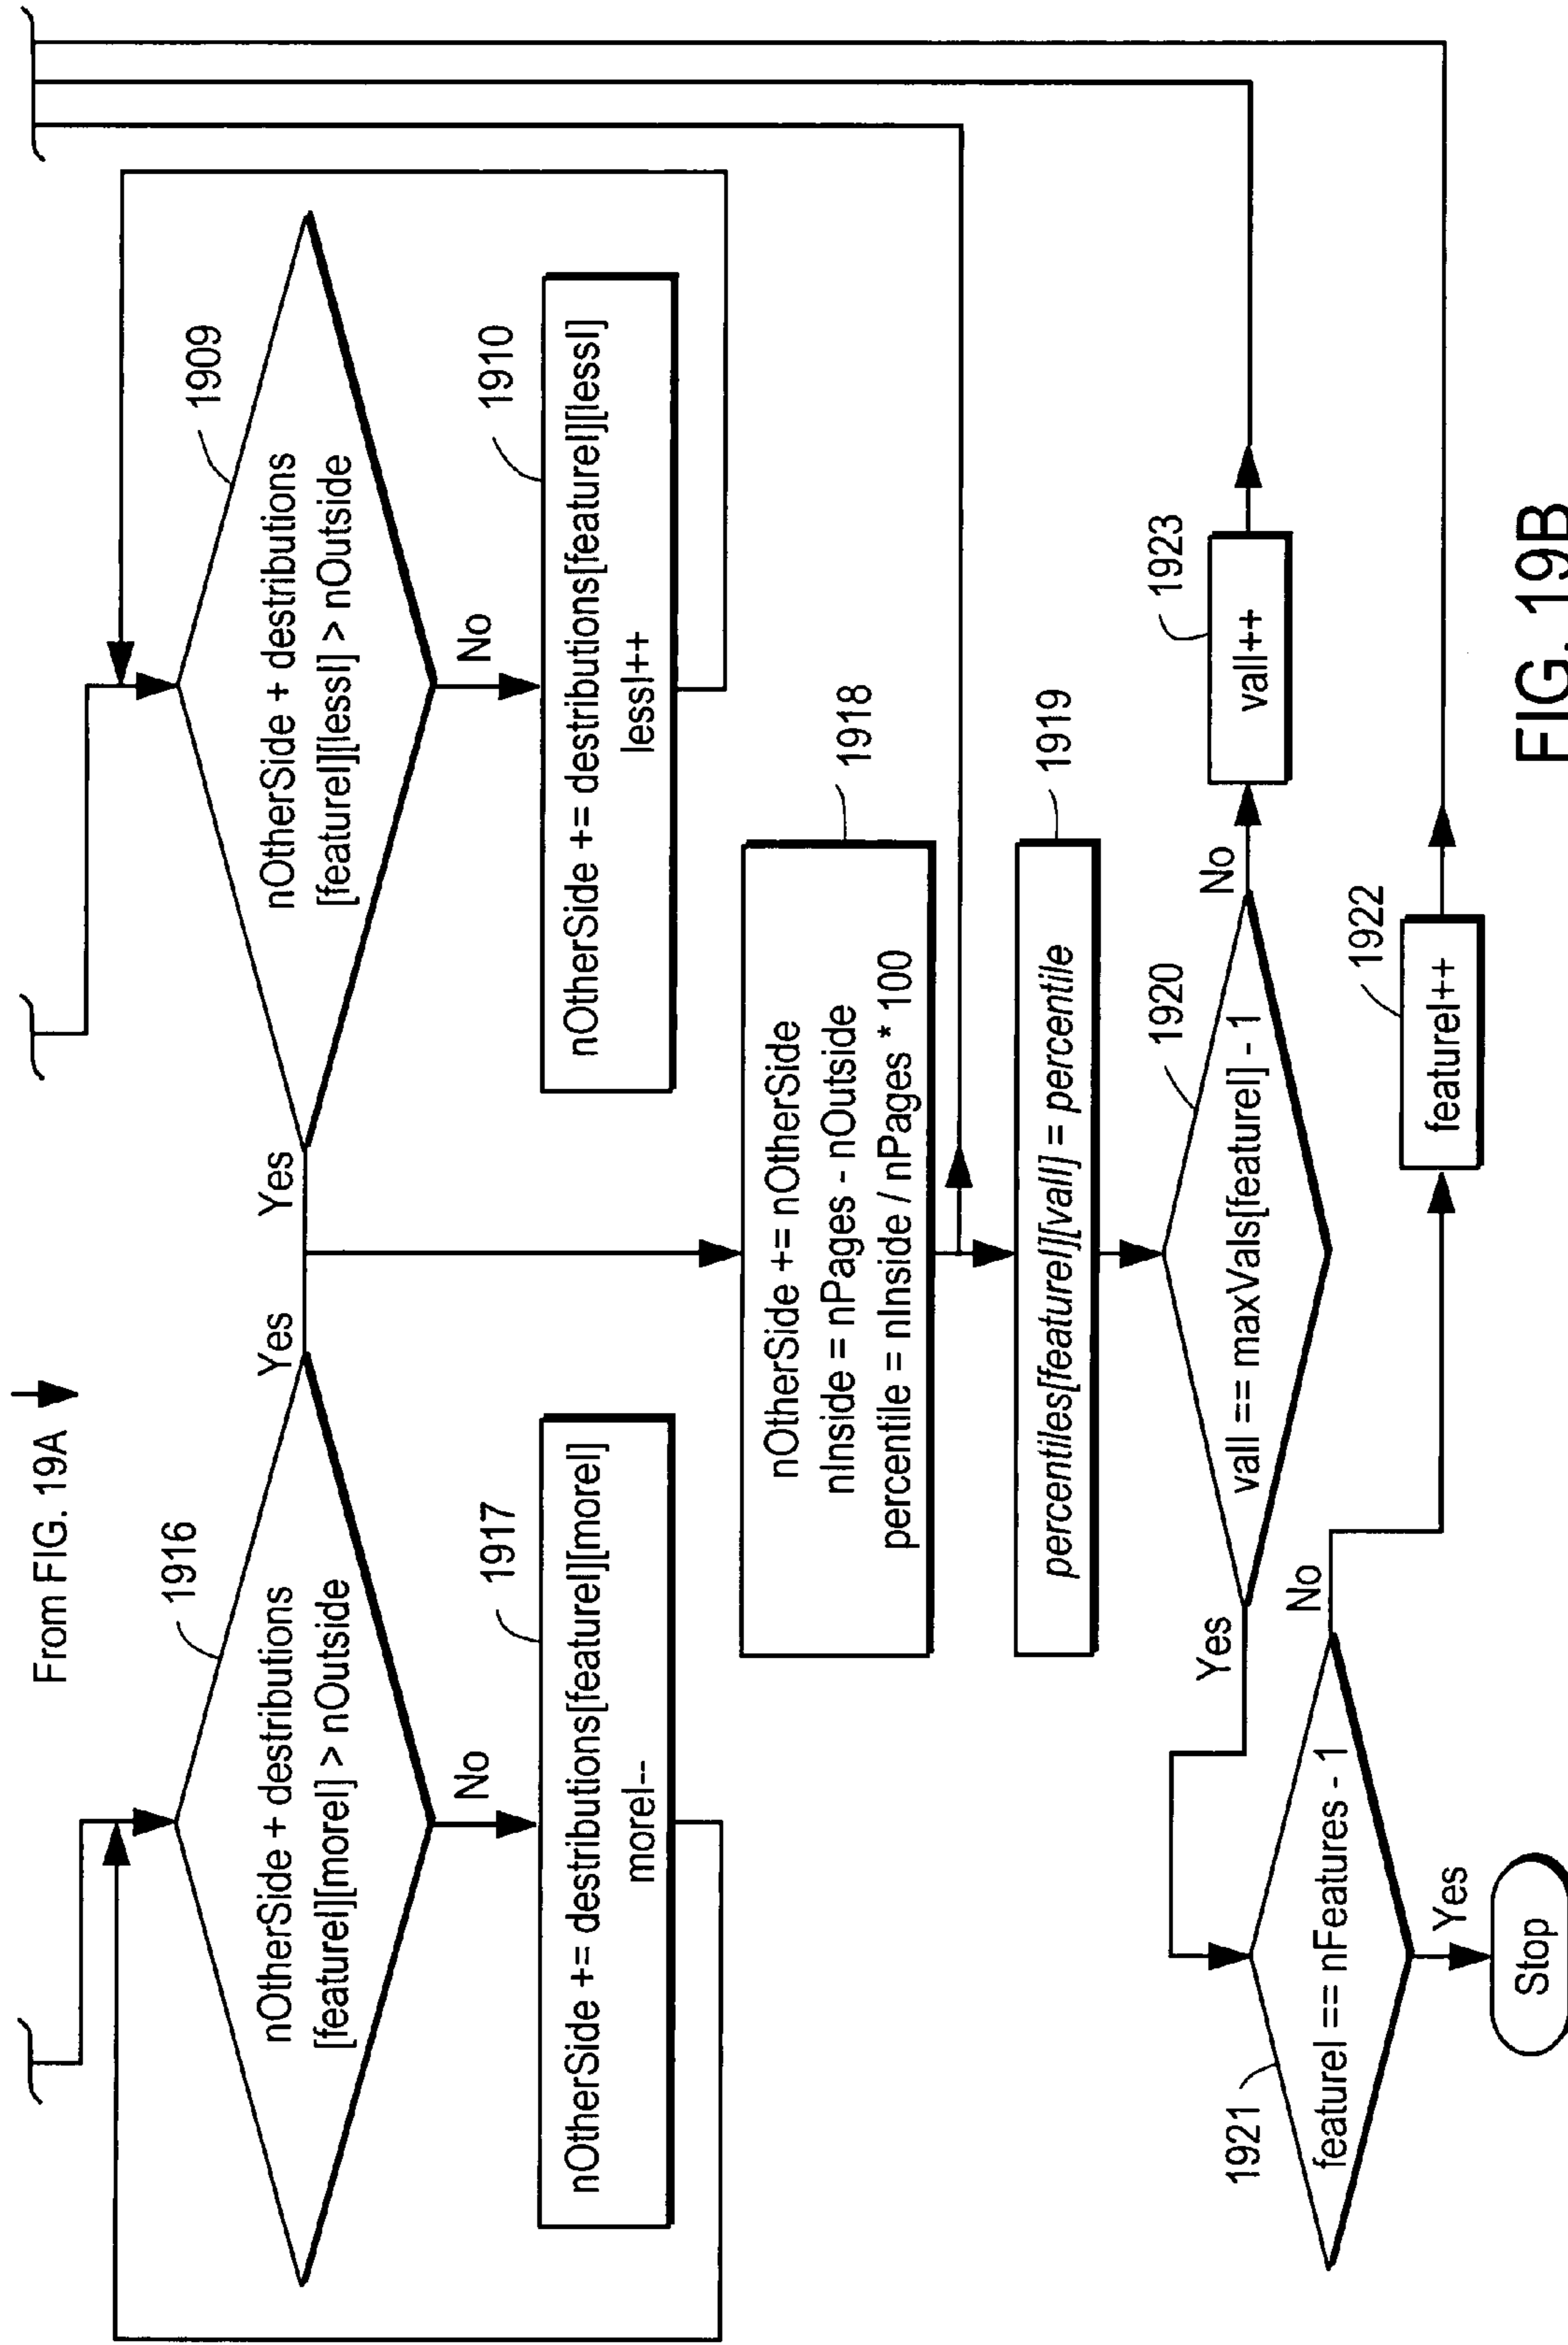 From FIG. 19A
1916
nOtherSide + destributions
[featureI][moreI] > nOutside
Yes
No
1917
nOtherSide += destributions[featureI][moreI]
moreI--
1909
nOtherSide + destributions
[featureI][lessI] > nOutside
Yes
No
1910
nOtherSide += destributions[featureI][lessI]
lessI++
1918
nOtherSide += nOtherSide
nInside = nPages - nOutside
percentile = nInside / nPages * 100
1919
percentiles[featureI][valI] = percentile
1920
valI == maxVals[featureI] - 1
Yes
No
1923
valI++
1921
featureI == nFeatures - 1
No
Yes
1922
featureI++
Stop
FIG. 19B